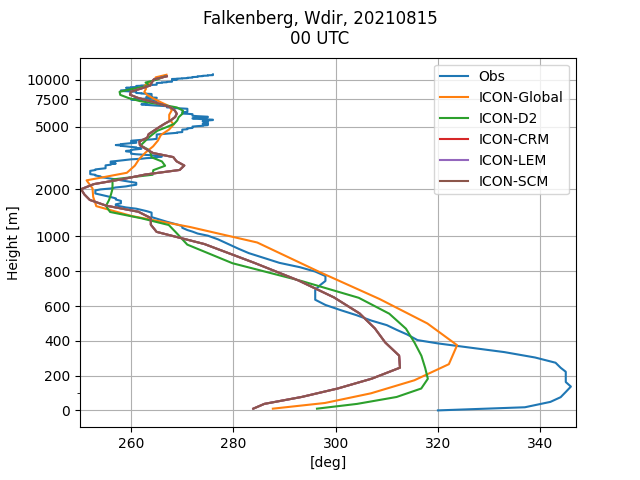 Falkenberg, Wdir, 20210815
00 UTC
Obs
ICON-Global
ICON-D2
ICON-CRM
ICON-LEM
ICON-SCM
10000
7500
5000
2000
1000
800
600
400
200
0
Height [m]
260 280 300 320 340
[deg]